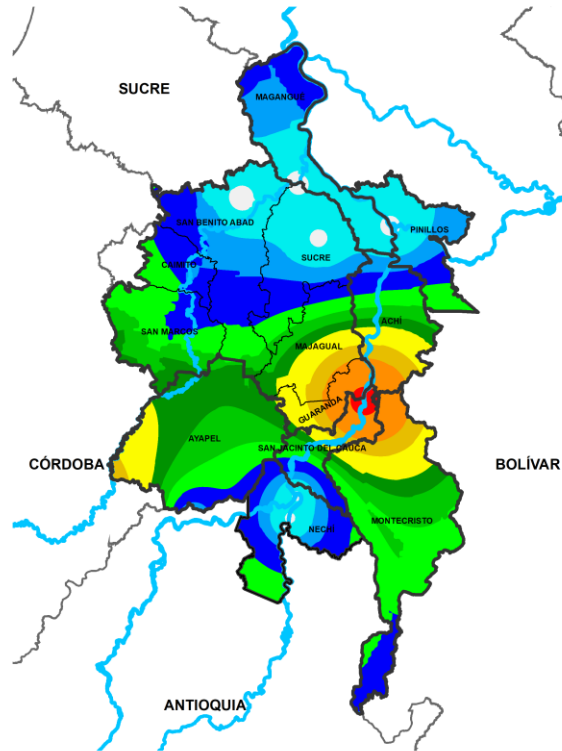 SUCRE
MAGANGUÉ
SAN BENITO ABAD
PINILLOS
SUCRE
CAIMITO
ACHÍ
SAN MARCOS
MAJAGUAL
GUARANDA
AYAPEL
SAN JACINTO DEL CAUCA
CÓRDOBA
BOLÍVAR
MONTECRISTO
NECHÍ
ANTIOQUIA